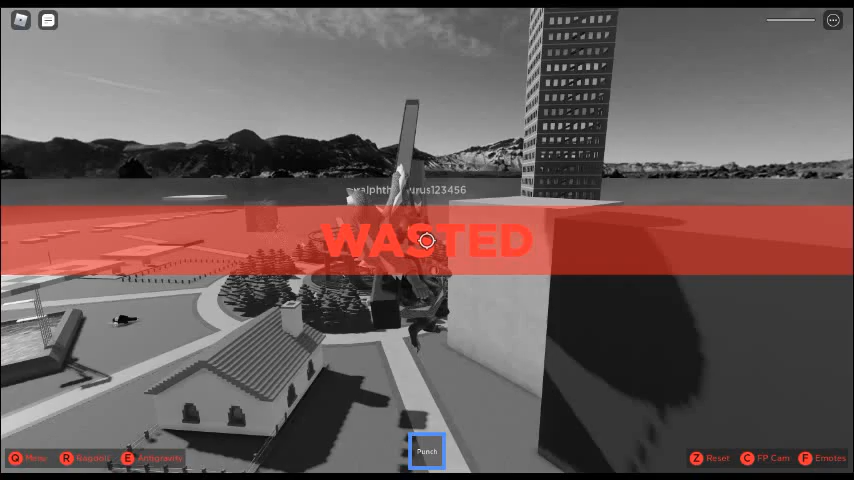 WASTED
Q Menu
R Ragdoll
E Antigravity
Punch
Z Reset
C FP Cam
F Emotes